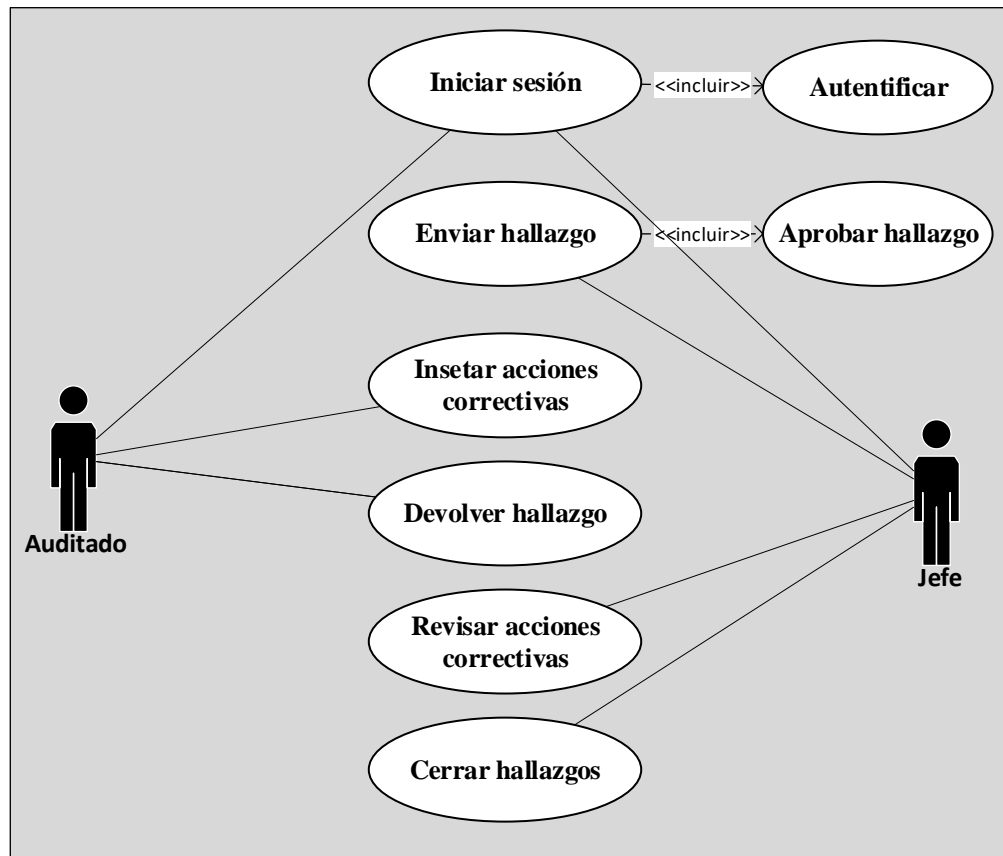 Iniciar sesión
<<incluir>>
Autentificar
Enviar hallazgo
<<incluir>>
Aprobar hallazgo
Insetar acciones
correctivas
Devolver hallazgo
Auditado
Jefe
Revisar acciones
correctivas
Cerrar hallazgos